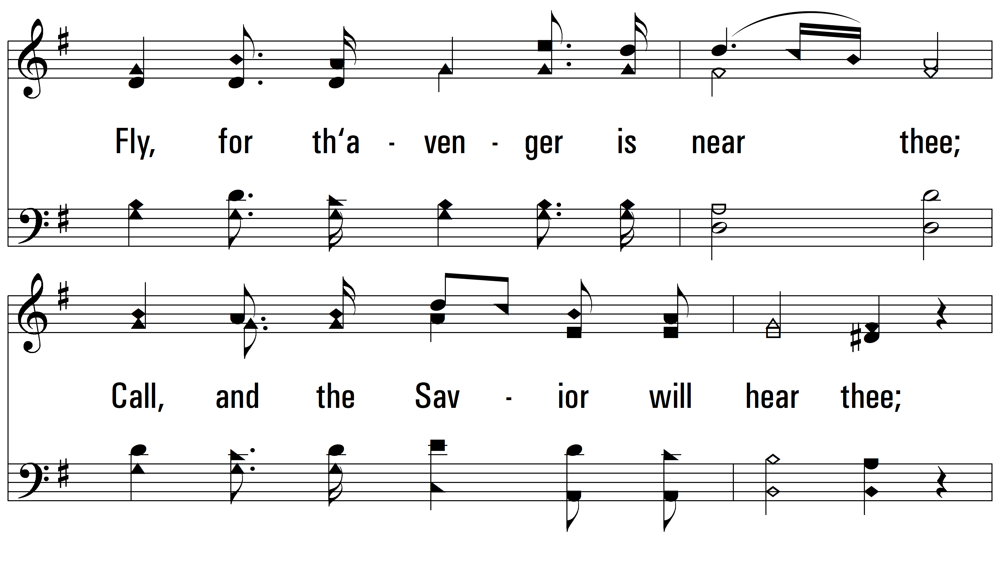 Fly, for th‘a - ven - ger is near thee;
Call, and the Sav - ior will hear thee;